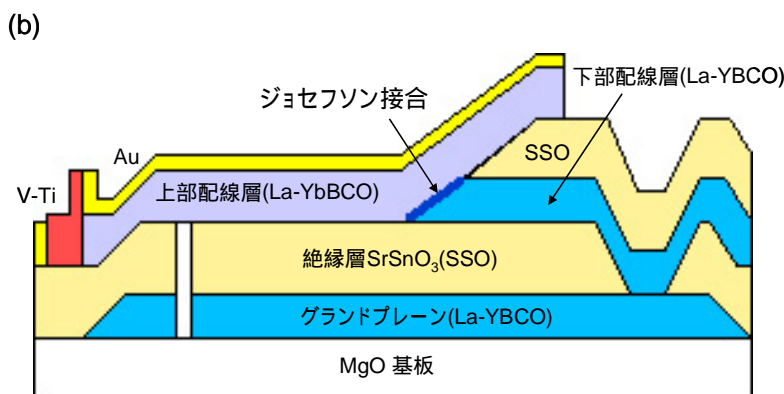 (b)
下部配線層(La-YBCO)
ジョセフソン接合
Au
SSO
V-Ti
上部配線層(La-YbBCO)
絶縁層SrSnO₃(SSO)
グランドプレーン(La-YBCO)
MgO 基板